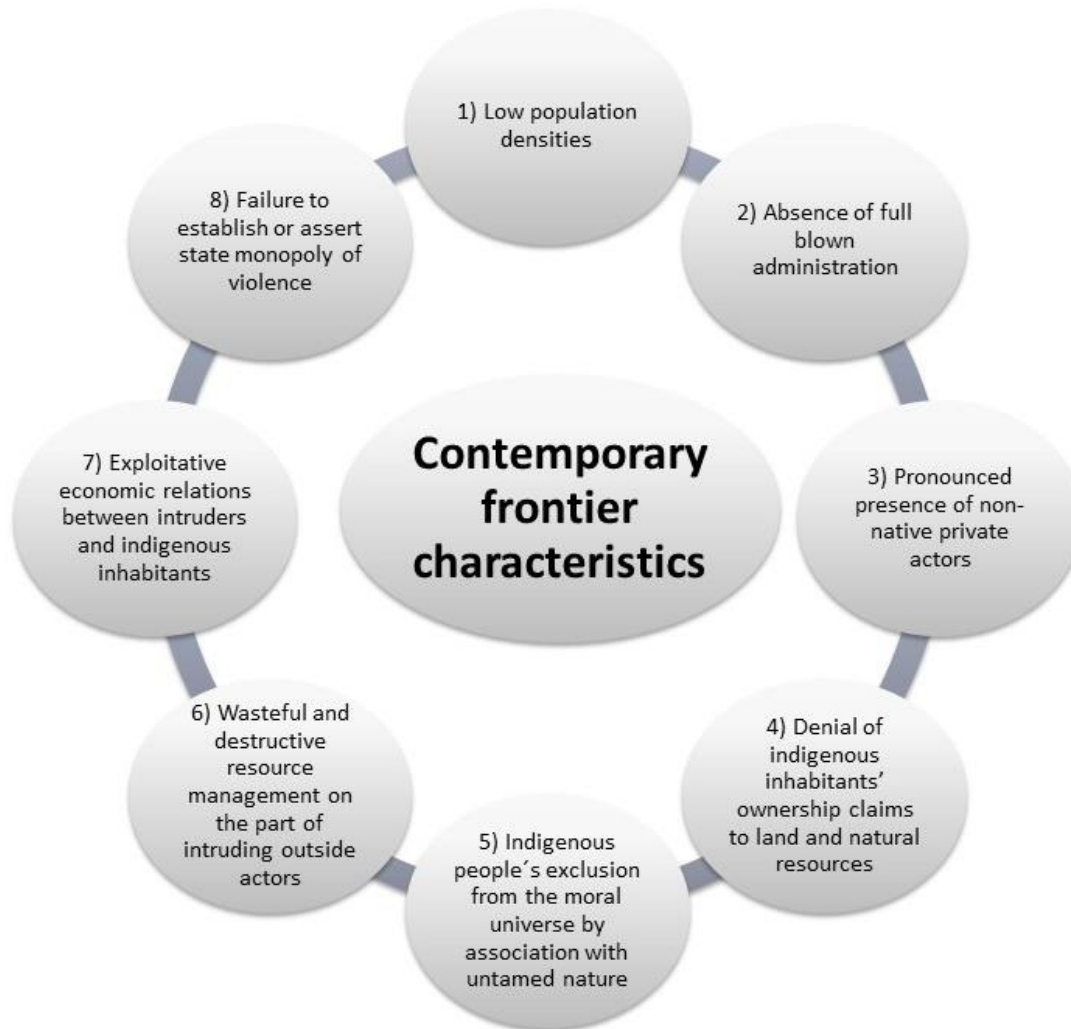 1) Low population
densities
2) Absence of full
blown
administration
3) Pronounced
presence of non-
native private
actors
4) Denial of
indigenous
inhabitants’
ownership claims
to land and natural
resources
5) Indigenous
people´s exclusion
from the moral
universe by
association with
untamed nature
6) Wasteful and
destructive
resource
management on
the part of
intruding outside
actors
7) Exploitative
economic relations
between intruders
and indigenous
inhabitants
8) Failure to
establish or assert
state monopoly of
violence
Contemporary
frontier
characteristics